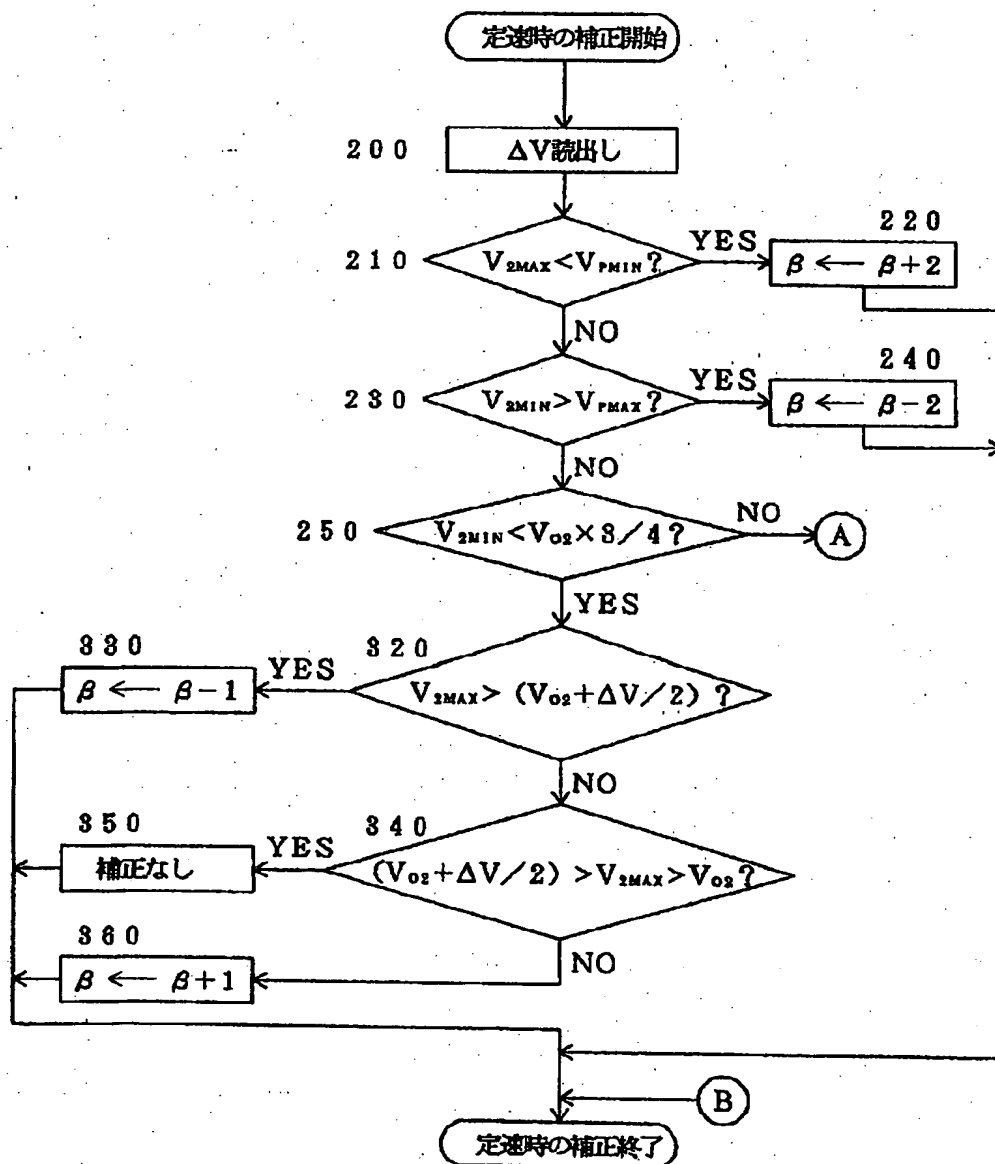 定速時の補正開始
200
ΔV読出し
210
V2MAX<VPMIN?
YES
220
β ← β+2
NO
230
V2MIN>VPMAX?
YES
240
β ← β-2
NO
250
V2MIN<VO2×3/4?
NO
A
YES
320
V2MAX> (VO2+ΔV/2) ?
YES
330
β ← β-1
NO
340
(VO2+ΔV/2) >V2MAX>VO2?
YES
350
補正なし
NO
360
β ← β+1
B
定速時の補正終了